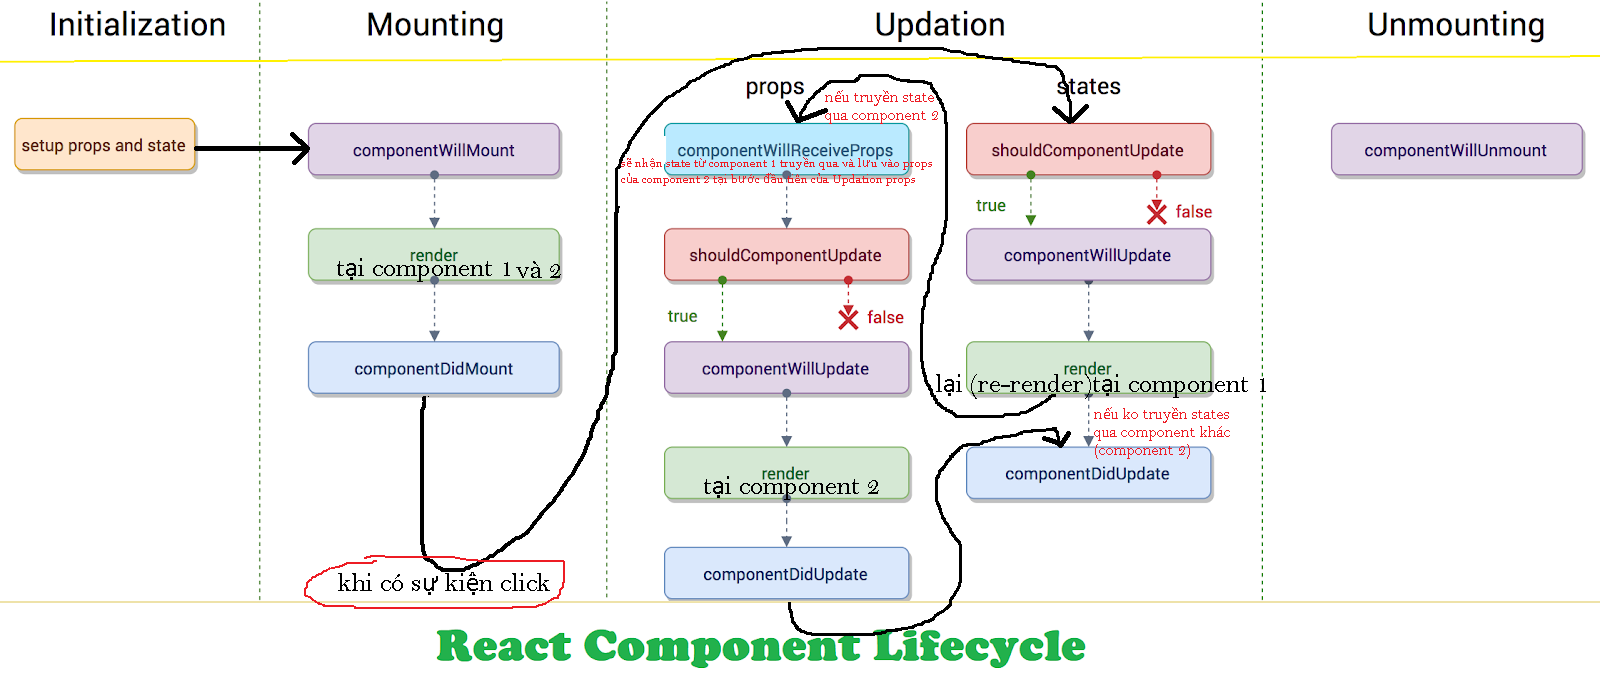 Initialization
Mounting
Updation
Unmounting
props
states
nếu truyền state
qua component 2
setup props and state
componentWillMount
componentWillReceiveProps
sẽ nhận state từ component 1 truyền qua và lưu vào props
của component 2 tại bước đầu tiên của Updation props
shouldComponentUpdate
componentWillUnmount
true
false
render
tại component 1 và 2
shouldComponentUpdate
componentWillUpdate
true
false
componentDidMount
componentWillUpdate
render
lại (re-render)tại component 1
nếu ko truyền states
qua component khác
(component 2)
render
tại component 2
componentDidUpdate
componentDidUpdate
khi có sự kiện click
React Component Lifecycle